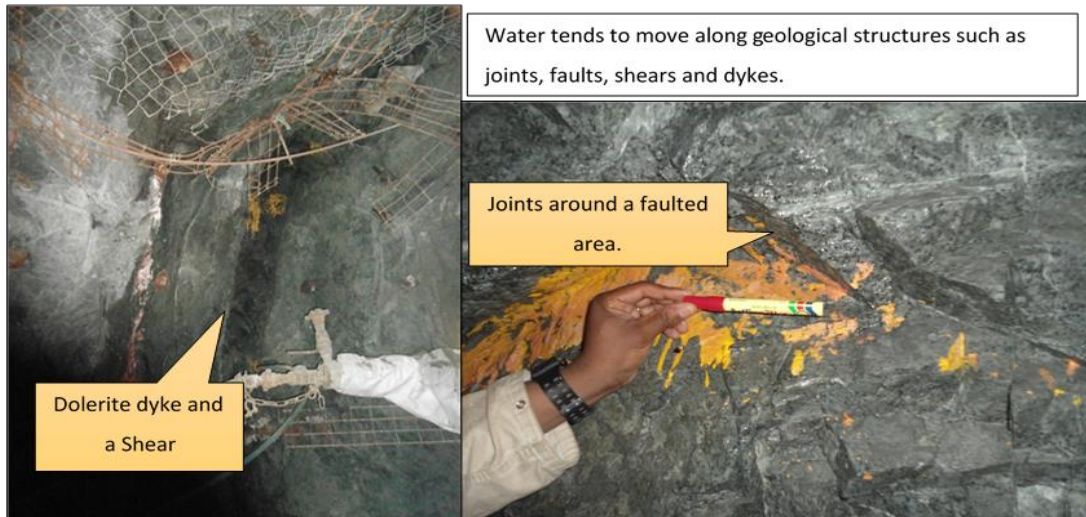 Water tends to move along geological structures such as
joints, faults, shears and dykes.
Joints around a faulted
area.
Dolerite dyke and
a Shear